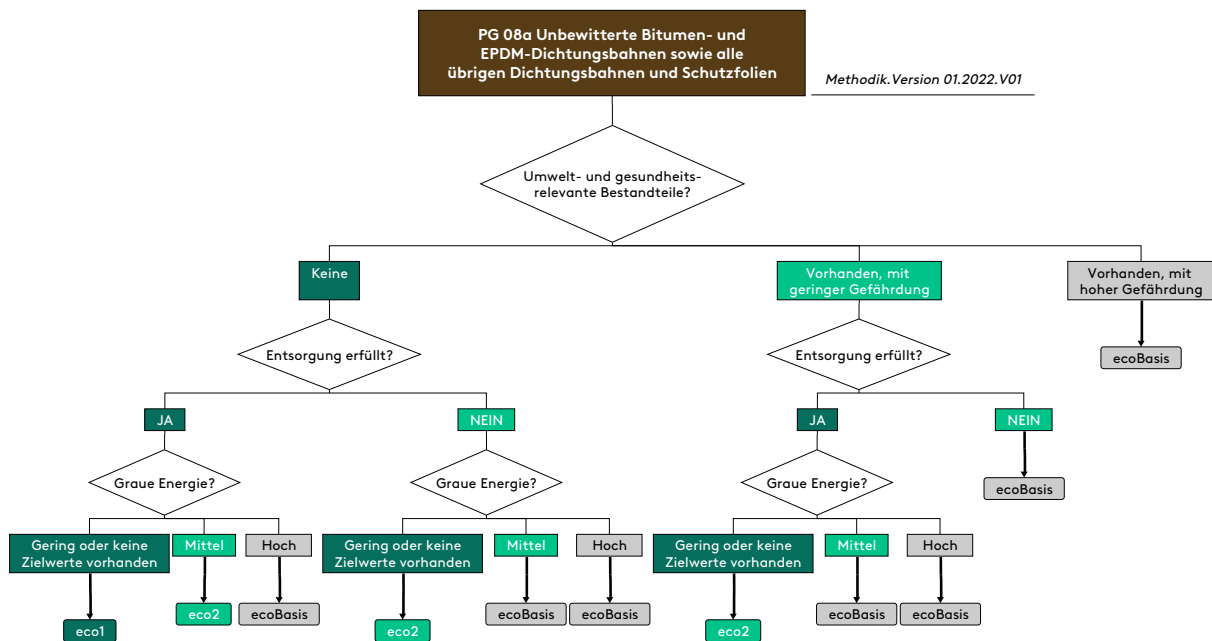 PG 08a Unbewitterte Bitumen- und
EPDM-Dichtungsbahnen sowie alle
übrigen Dichtungsbahnen und Schutzfolien
Methodik.Version 01.2022.V01
Umwelt- und gesundheits-
relevante Bestandteile?
Keine
Vorhanden, mit
geringer Gefährdung
Vorhanden, mit
hoher Gefährdung
Entsorgung erfüllt?
Entsorgung erfüllt?
ecoBasis
JA
NEIN
JA
NEIN
Graue Energie?
Graue Energie?
Graue Energie?
ecoBasis
Gering oder keine
Zielwerte vorhanden
Mittel
Hoch
Gering oder keine
Zielwerte vorhanden
Mittel
Hoch
Gering oder keine
Zielwerte vorhanden
Mittel
Hoch
eco1
eco2
ecoBasis
eco2
ecoBasis
ecoBasis
eco2
ecoBasis
ecoBasis